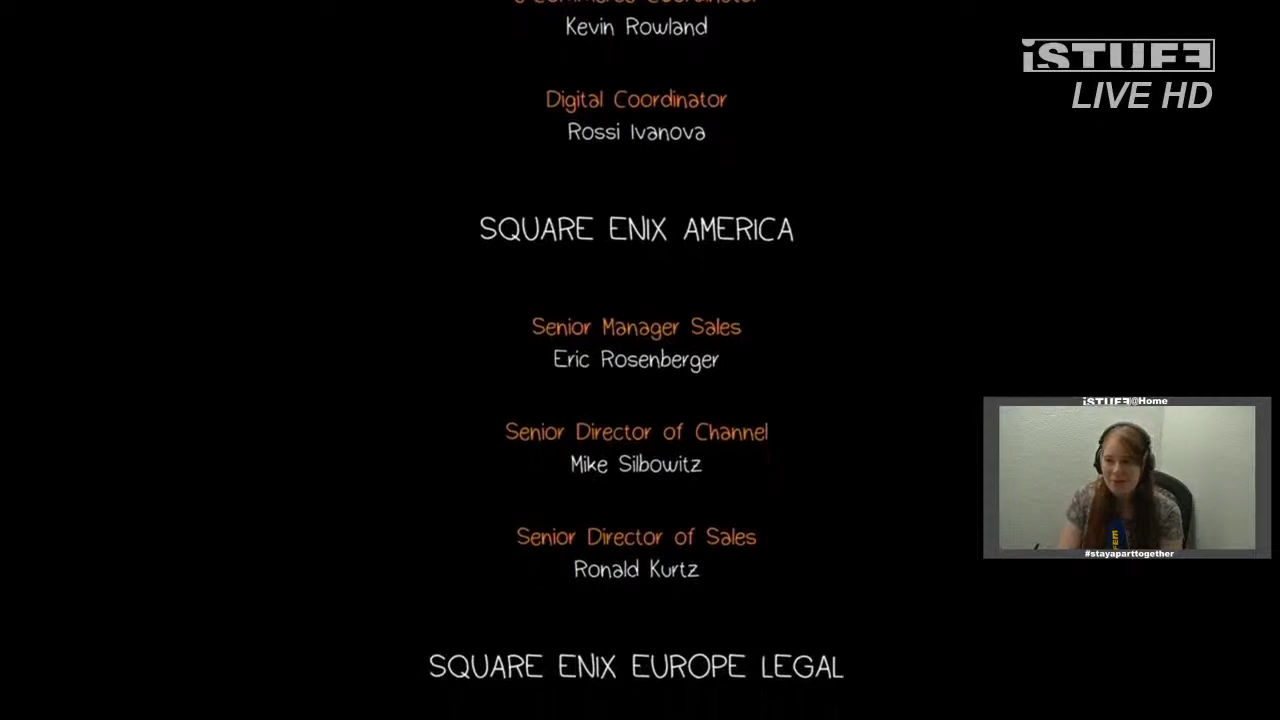 Kevin Rowland
iSTUFF
LIVE HD
Digital Coordinator
Rossi Ivanova
SQUARE ENIX AMERICA
Senior Manager Sales
Eric Rosenberger
iSTUFF@Home
Senior Director of Channel
Mike Silbowitz
Senior Director of Sales
Ronald Kurtz
#stayaparttogether
SQUARE ENIX EUROPE LEGAL